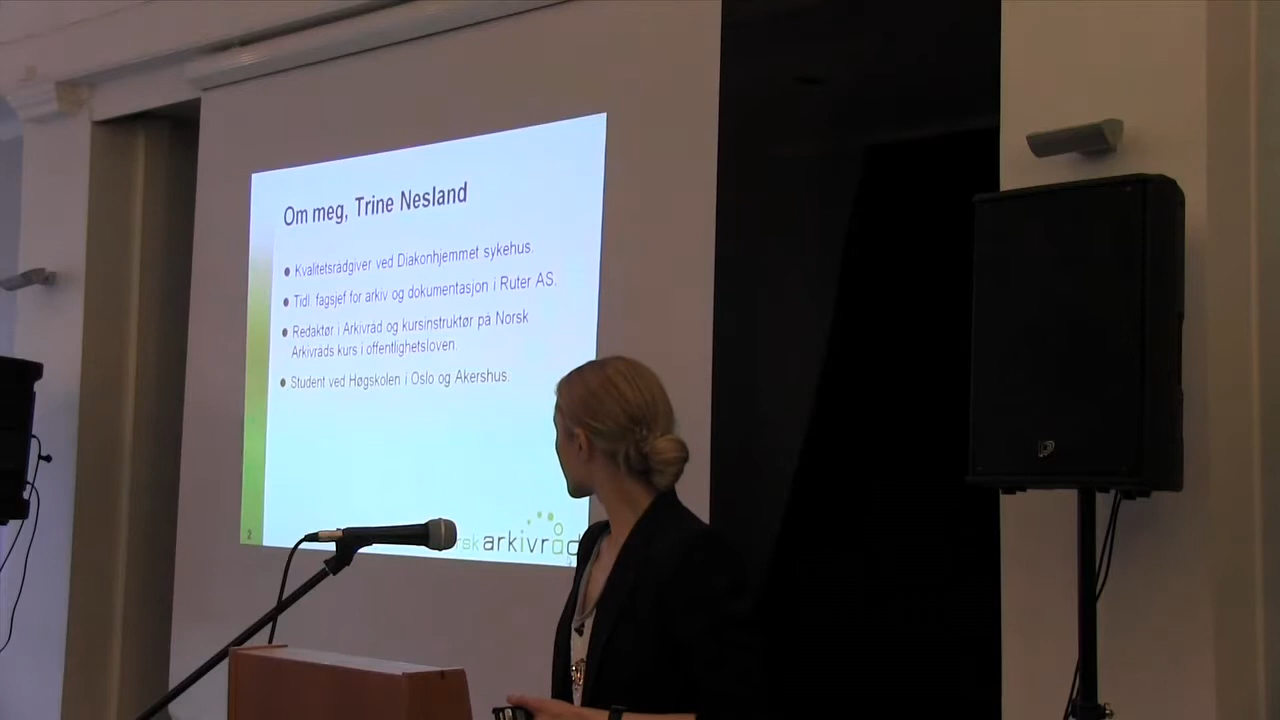 Om meg, Trine Nesland
● Kvalitetsrådgiver ved Diakonhjemmet sykehus.
● Tidl. fagsjef for arkiv og dokumentasjon i Ruter AS.
● Redaktør i Arkivråd og kursinstruktør på Norsk
Arkivråds kurs i offentlighetsloven.
● Student ved Høgskolen i Oslo og Akershus.
2
rsk arkivråd